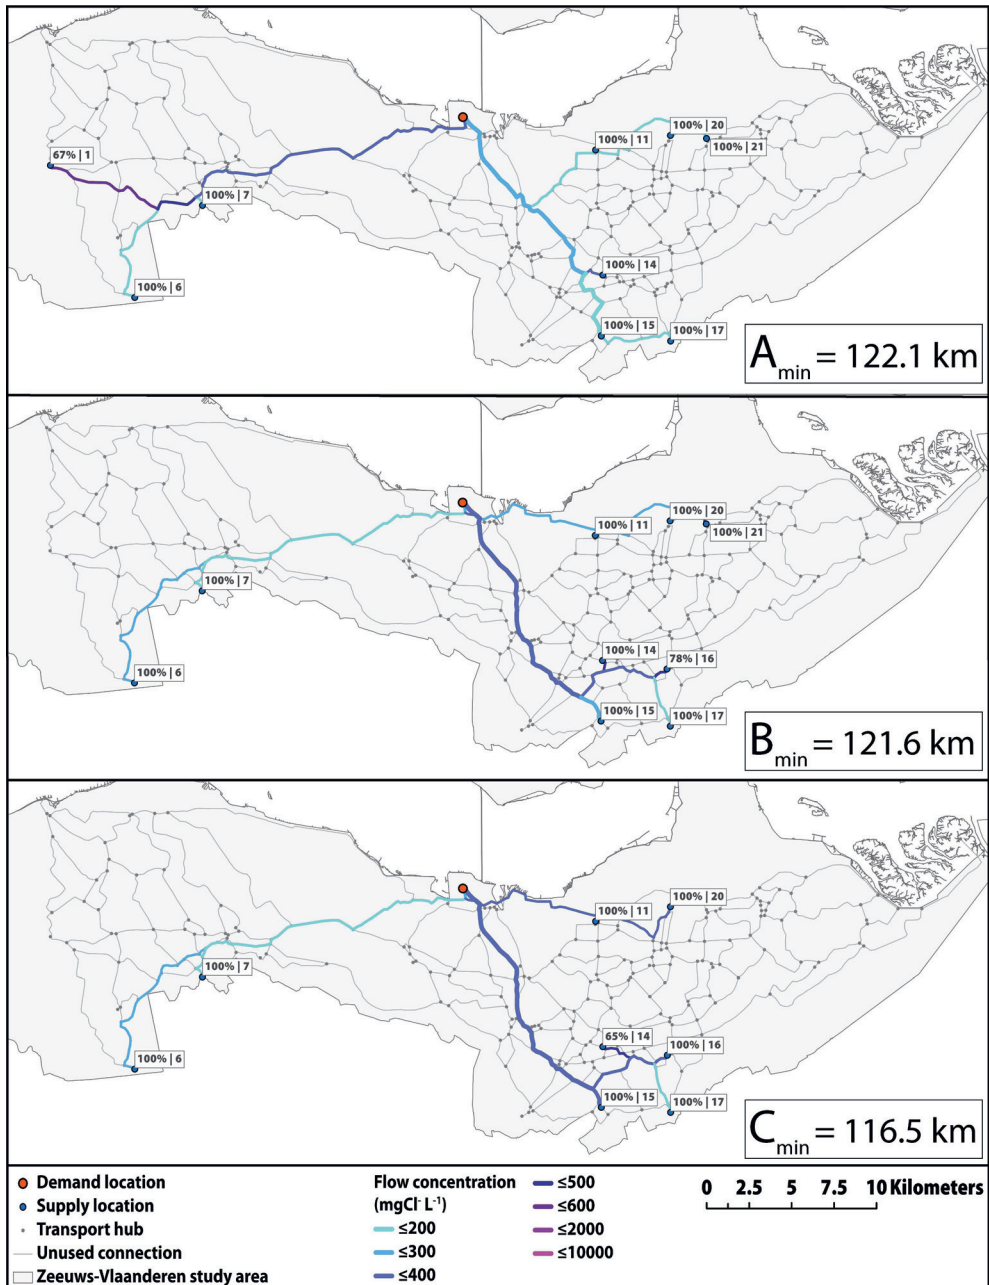 67% | 1
100% | 7
100% | 6
100% | 11
100% | 20
100% | 21
100% | 14
100% | 15
100% | 17
Amin = 122.1 km
100% | 7
100% | 6
100% | 11
100% | 20
100% | 21
100% | 14
78% | 16
100% | 15
100% | 17
Bmin = 121.6 km
100% | 7
100% | 6
100% | 11
100% | 20
65% | 14
100% | 16
100% | 15
100% | 17
Cmin = 116.5 km
Demand location
Supply location
Transport hub
Unused connection
Zeeuws-Vlaanderen study area
Flow concentration
(mgCl⁻ L⁻¹)
≤200
≤300
≤400
≤500
≤600
≤2000
≤10000
0 2.5 5 7.5 10 Kilometers